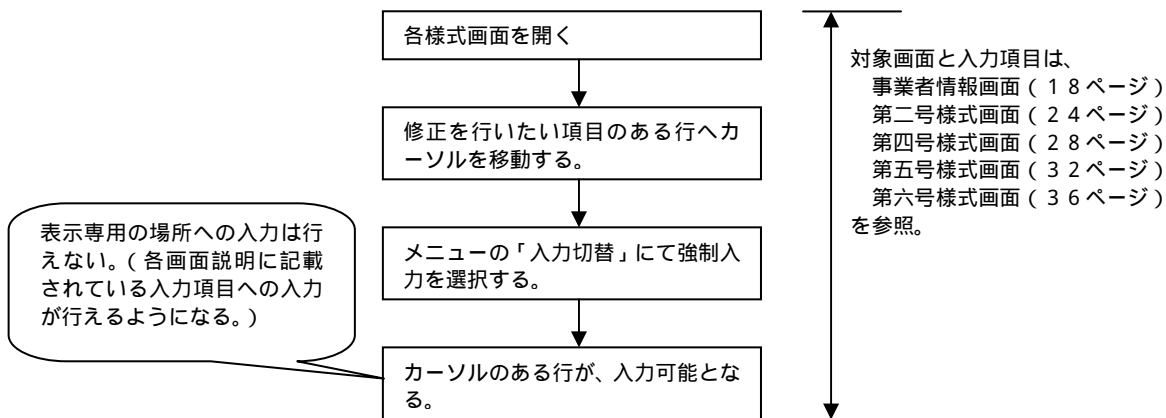 各様式画面を開く
修正を行いたい項目のある行へカ
ーソルを移動する。
メニューの「入力切替」にて強制入
力を選択する。
カーソルのある行が、入力可能とな
る。
表示専用の場所への入力は行
えない。(各画面説明に記載
されている入力項目への入力
が行えるようになる。)
対象画面と入力項目は、
事業者情報画面(18ページ)
第二号様式画面(24ページ)
第四号様式画面(28ページ)
第五号様式画面(32ページ)
第六号様式画面(36ページ)
を参照。